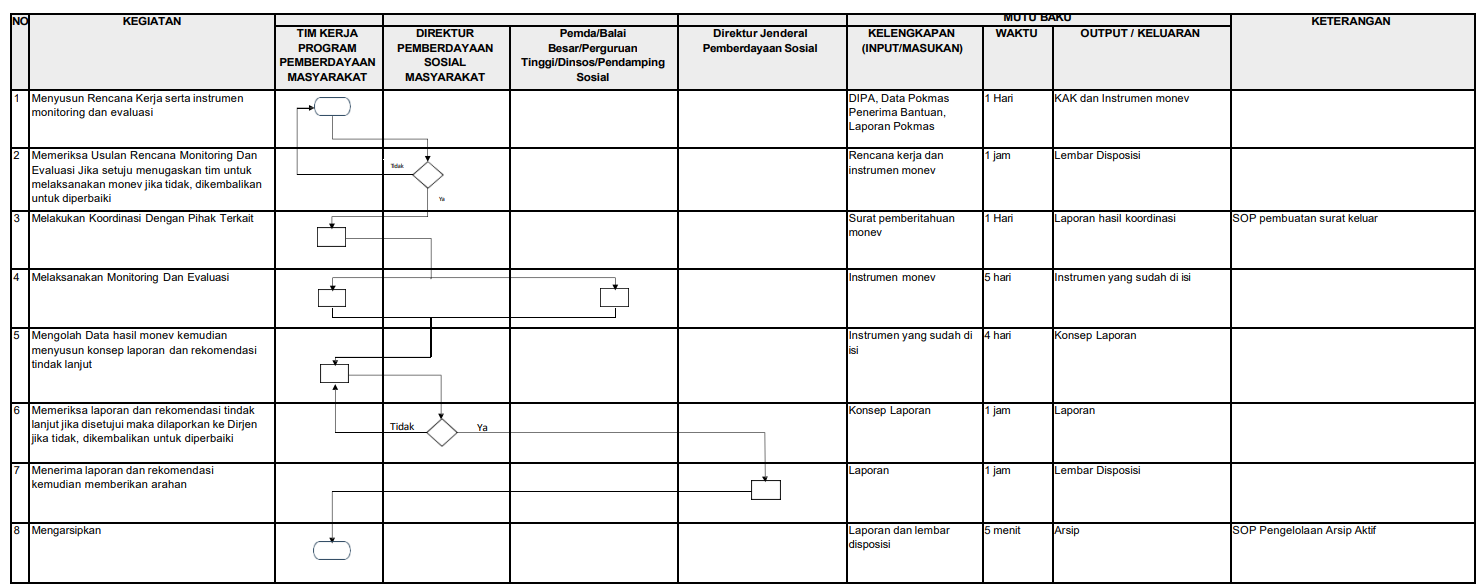 NO
KEGIATAN
MUTU BAKU
KETERANGAN
TIM KERJA
PROGRAM
PEMBERDAYAAN
MASYARAKAT
DIREKTUR
PEMBERDAYAAN
SOSIAL
MASYARAKAT
Pemda/Balai
Besar/Perguruan
Tinggi/Dinsos/Pendamping
Sosial
Direktur Jenderal
Pemberdayaan Sosial
KELENGKAPAN
(INPUT/MASUKAN)
WAKTU
OUTPUT / KELUARAN
1
Menyusun Rencana Kerja serta instrumen
monitoring dan evaluasi
DIPA, Data Pokmas
Penerima Bantuan,
Laporan Pokmas
1 Hari
KAK dan Instrumen monev
2
Memeriksa Usulan Rencana Monitoring Dan
Evaluasi Jika setuju menugaskan tim untuk
melaksanakan monev jika tidak, dikembalikan
untuk diperbaiki
Tidak
Ya
Rencana kerja dan
instrumen monev
1 jam
Lembar Disposisi
3
Melakukan Koordinasi Dengan Pihak Terkait
Surat pemberitahuan
monev
1 Hari
Laporan hasil koordinasi
SOP pembuatan surat keluar
4
Melaksanakan Monitoring Dan Evaluasi
Instrumen monev
5 hari
Instrumen yang sudah di isi
5
Mengolah Data hasil monev kemudian
menyusun konsep laporan dan rekomendasi
tindak lanjut
Instrumen yang sudah di
isi
4 hari
Konsep Laporan
6
Memeriksa laporan dan rekomendasi tindak
lanjut jika disetujui maka dilaporkan ke Dirjen
jika tidak, dikembalikan untuk diperbaiki
Tidak
Ya
Konsep Laporan
1 jam
Laporan
7
Menerima laporan dan rekomendasi
kemudian memberikan arahan
Laporan
1 jam
Lembar Disposisi
8
Mengarsipkan
Laporan dan lembar
disposisi
5 menit
Arsip
SOP Pengelolaan Arsip Aktif